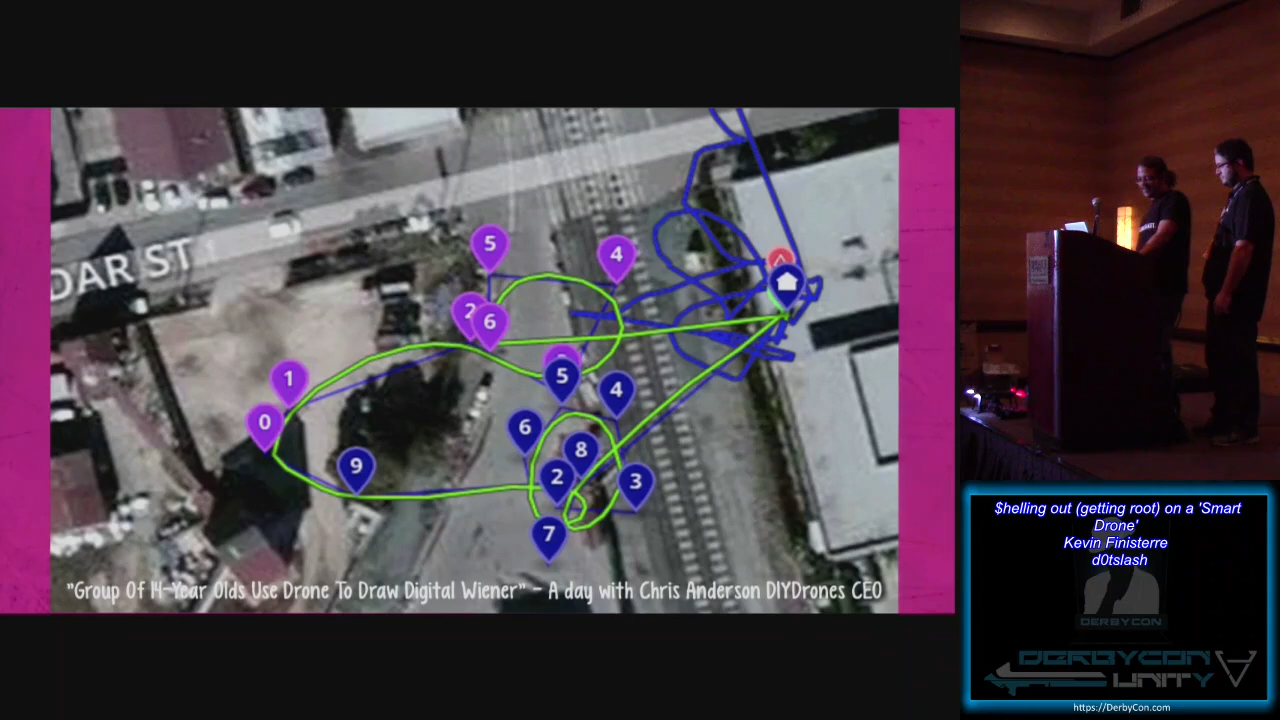 DAR ST
5
4
2
6
1
5
4
0
6
8
9
2
3
7
"Group Of 14-Year Olds Use Drone To Draw Digital Wiener" - A day with Chris Anderson DIYDrones CEO
$helling out (getting root) on a 'Smart
Drone'
Kevin Finisterre
d0tslash
DERBYCON
DERBYCON
UNITY
https://DerbyCon.com